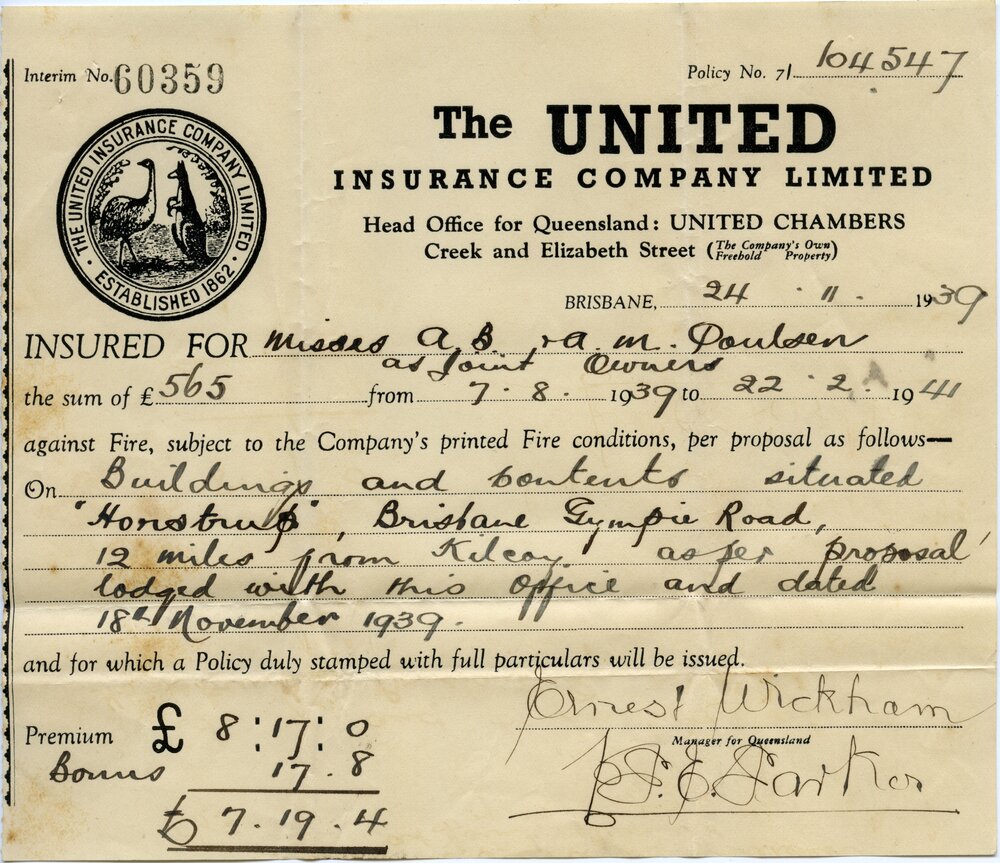 Interim No. 60359
Policy No. 7/ 104547
THE UNITED INSURANCE COMPANY LIMITED
· ESTABLISHED 1862 ·
The UNITED
INSURANCE COMPANY LIMITED
Head Office for Queensland: UNITED CHAMBERS
Creek and Elizabeth Street (The Company's Own Freehold Property)
BRISBANE, 24 · 11 · 1939
INSURED FOR Misses A.B. & A.M. Poulsen
as Joint Owners
the sum of £ 565 from 7 · 8 · 1939 to 22 · 2 · 1941
against Fire, subject to the Company's printed Fire conditions, per proposal as follows—
On Buildings and contents situated
"Honstrup", Brisbane Gympie Road,
12 miles from Kilcoy as per proposal
lodged with this office and dated
18th November 1939.
and for which a Policy duly stamped with full particulars will be issued.
Ernest Wickham
Manager for Queensland
Premium £ 8 : 17 : 0
Bonus 17 . 8
£ 7 . 19 . 4